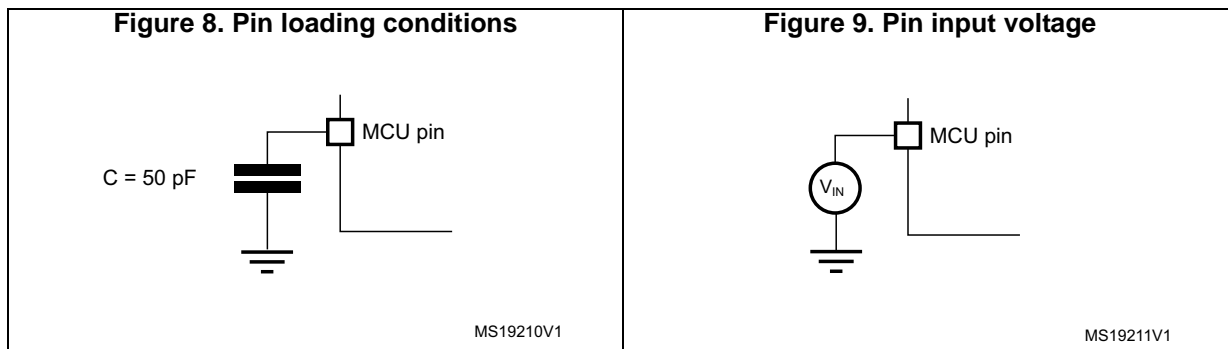 Figure 8. Pin loading conditions
MCU pin
C = 50 pF
MS19210V1
Figure 9. Pin input voltage
MCU pin
VIN
MS19211V1